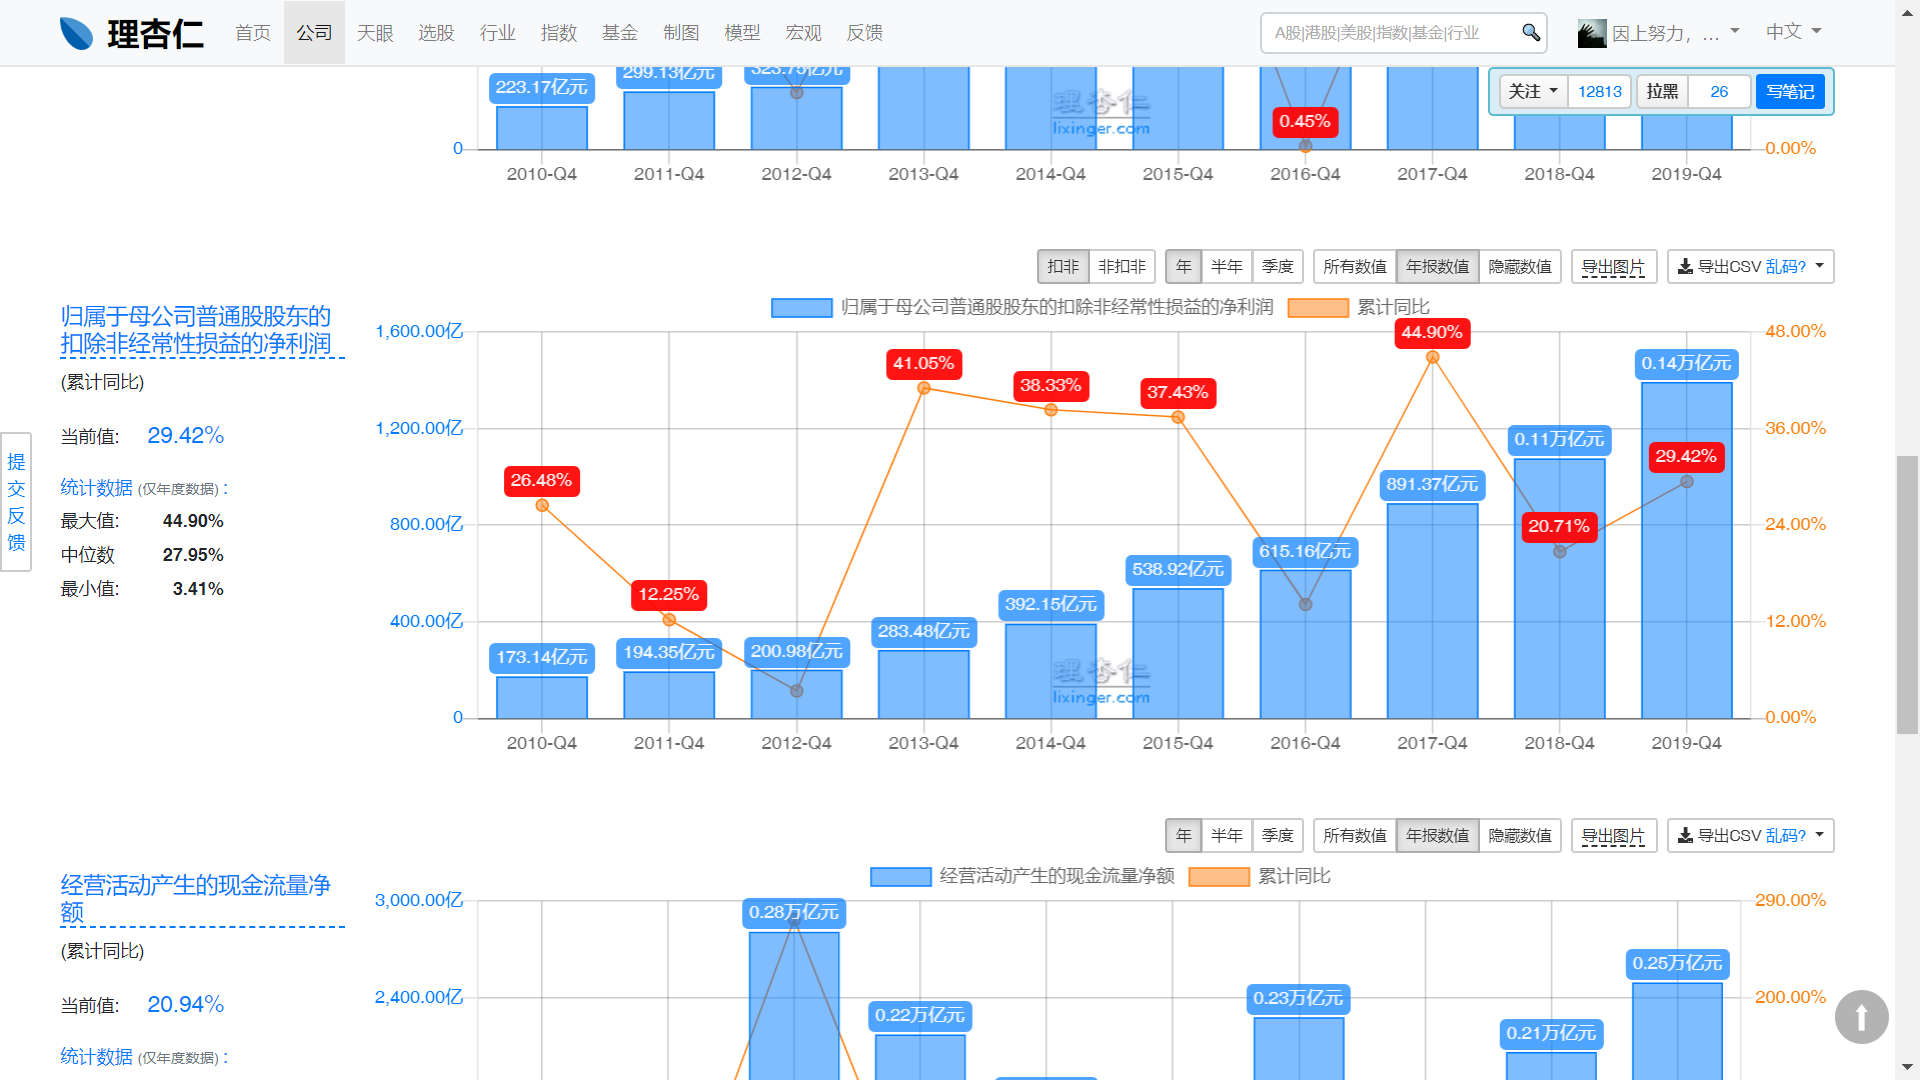 理杏仁 首页 公司 天眼 选股 行业 指数 基金 制图 模型 宏观 反馈 A股|港股|美股|指数|基金|行业 因上努力，... 中文
关注 12813 拉黑 26 写笔记
223.17亿元 299.13亿元 323.75亿元
理杏仁
lixinger.com
0.45%
0 0.00%
2010-Q4 2011-Q4 2012-Q4 2013-Q4 2014-Q4 2015-Q4 2016-Q4 2017-Q4 2018-Q4 2019-Q4
扣非 非扣非 年 半年 季度 所有数值 年报数值 隐藏数值 导出图片 导出CSV 乱码?
归属于母公司普通股股东的扣除非经常性损益的净利润 累计同比
归属于母公司普通股股东的
扣除非经常性损益的净利润
(累计同比)
当前值: 29.42%
统计数据 (仅年度数据) :
最大值: 44.90%
中位数 27.95%
最小值: 3.41%
提交反馈
1,600.00亿 48.00%
1,200.00亿 36.00%
800.00亿 24.00%
400.00亿 12.00%
0 0.00%
26.48% 12.25% 41.05% 38.33% 37.43% 44.90% 20.71% 29.42%
173.14亿元 194.35亿元 200.98亿元 283.48亿元 392.15亿元 538.92亿元 615.16亿元 891.37亿元 0.11万亿元 0.14万亿元
理杏仁
lixinger.com
2010-Q4 2011-Q4 2012-Q4 2013-Q4 2014-Q4 2015-Q4 2016-Q4 2017-Q4 2018-Q4 2019-Q4
年 半年 季度 所有数值 年报数值 隐藏数值 导出图片 导出CSV 乱码?
经营活动产生的现金流量净额 累计同比
经营活动产生的现金流量净
额
(累计同比)
当前值: 20.94%
统计数据 (仅年度数据) :
3,000.00亿 290.00%
2,400.00亿 200.00%
0.28万亿元 0.22万亿元 0.23万亿元 0.21万亿元 0.25万亿元